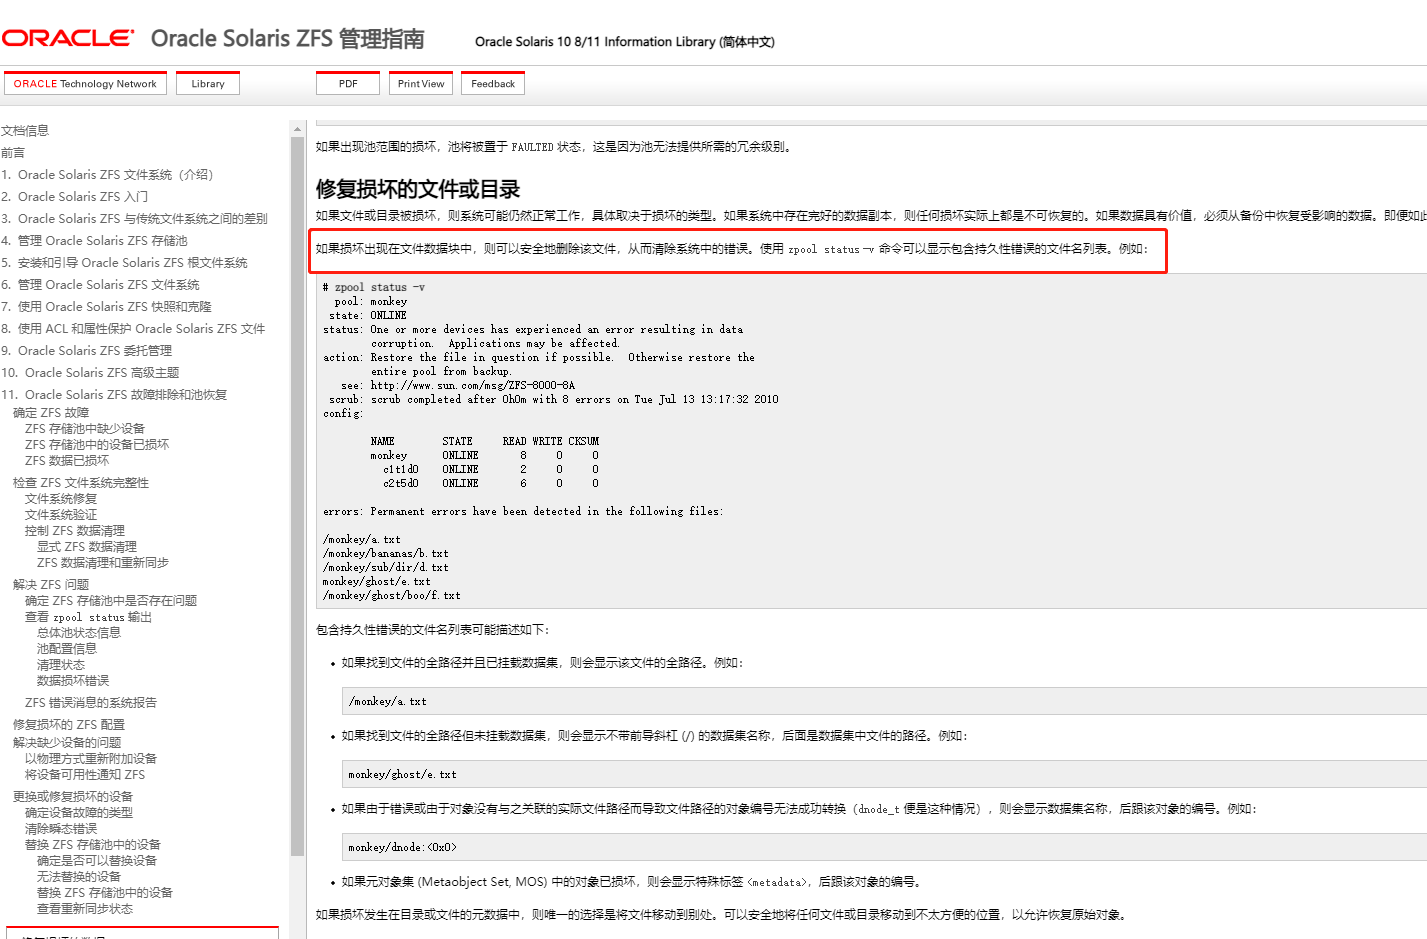 ORACLE Oracle Solaris ZFS 管理指南 Oracle Solaris 10 8/11 Information Library (简体中文)
ORACLE Technology Network Library PDF Print View Feedback
文档信息
前言
1. Oracle Solaris ZFS 文件系统（介绍）
2. Oracle Solaris ZFS 入门
3. Oracle Solaris ZFS 与传统文件系统之间的差别
4. 管理 Oracle Solaris ZFS 存储池
5. 安装和引导 Oracle Solaris ZFS 根文件系统
6. 管理 Oracle Solaris ZFS 文件系统
7. 使用 Oracle Solaris ZFS 快照和克隆
8. 使用 ACL 和属性保护 Oracle Solaris ZFS 文件
9. Oracle Solaris ZFS 委托管理
10. Oracle Solaris ZFS 高级主题
11. Oracle Solaris ZFS 故障排除和池恢复
确定 ZFS 故障
ZFS 存储池中缺少设备
ZFS 存储池中的设备已损坏
ZFS 数据已损坏
检查 ZFS 文件系统完整性
文件系统修复
文件系统验证
控制 ZFS 数据清理
显式 ZFS 数据清理
ZFS 数据清理和重新同步
解决 ZFS 问题
确定 ZFS 存储池中是否存在问题
查看 zpool status 输出
总体池状态信息
池配置信息
清理状态
数据损坏错误
ZFS 错误消息的系统报告
修复损坏的 ZFS 配置
解决缺少设备的问题
以物理方式重新附加设备
将设备可用性通知 ZFS
更换或修复损坏的设备
确定设备故障的类型
清除瞬态错误
替换 ZFS 存储池中的设备
确定是否可以替换设备
无法替换的设备
替换 ZFS 存储池中的设备
查看重新同步状态
如果出现池范围的损坏，池将被置于 FAULTED 状态，这是因为池无法提供所需的冗余级别。
修复损坏的文件或目录
如果文件或目录被损坏，则系统可能仍然正常工作，具体取决于损坏的类型。如果系统中存在完好的数据副本，则任何损坏实际上都是不可恢复的。如果数据具有价值，必须从备份中恢复受影响的数据。即便如此
如果损坏出现在文件数据块中，则可以安全地删除该文件，从而清除系统中的错误。使用 zpool status -v 命令可以显示包含持久性错误的文件名列表。例如：
# zpool status -v
pool: monkey
state: ONLINE
status: One or more devices has experienced an error resulting in data
corruption. Applications may be affected.
action: Restore the file in question if possible. Otherwise restore the
entire pool from backup.
see: http://www.sun.com/msg/ZFS-8000-8A
scrub: scrub completed after 0h0m with 8 errors on Tue Jul 13 13:17:32 2010
config:
NAME STATE READ WRITE CKSUM
monkey ONLINE 8 0 0
c1t1d0 ONLINE 2 0 0
c2t5d0 ONLINE 6 0 0
errors: Permanent errors have been detected in the following files:
/monkey/a.txt
/monkey/bananas/b.txt
/monkey/sub/dir/d.txt
monkey/ghost/e.txt
/monkey/ghost/boo/f.txt
包含持久性错误的文件名列表可能描述如下：
• 如果找到文件的全路径并且已挂载数据集，则会显示该文件的全路径。例如：
/monkey/a.txt
• 如果找到文件的全路径但未挂载数据集，则会显示不带前导斜杠 (/) 的数据集名称，后面是数据集中文件的路径。例如：
monkey/ghost/e.txt
• 如果由于错误或由于对象没有与之关联的实际文件路径而导致文件路径的对象编号无法成功转换（dnode_t 便是这种情况），则会显示数据集名称，后跟该对象的编号。例如：
monkey/dnode:<0x0>
• 如果元对象集 (Metaobject Set, MOS) 中的对象已损坏，则会显示特殊标签 <metadata>，后跟该对象的编号。
如果损坏发生在目录或文件的元数据中，则唯一的选择是将文件移动到别处。可以安全地将任何文件或目录移动到不太方便的位置，以允许恢复原始对象。